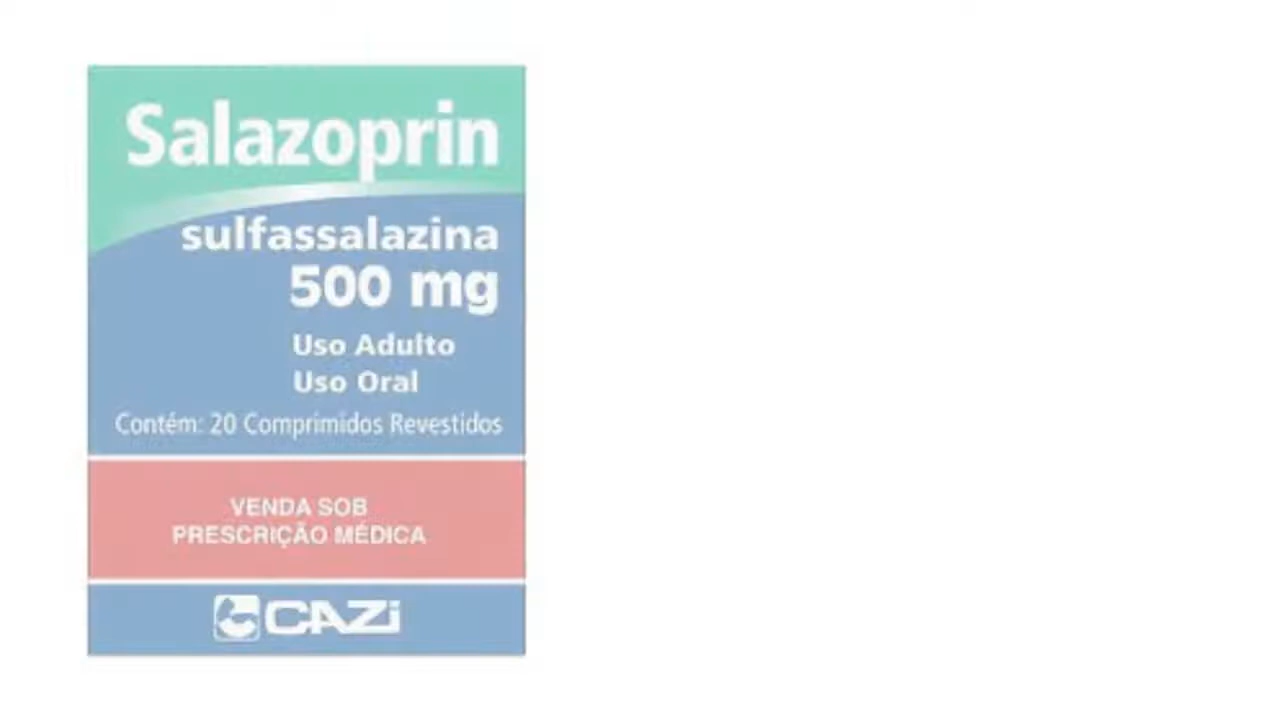 Salazoprin
sulfassalazina
500 mg
Uso Adulto
Uso Oral
Contém: 20 Comprimidos Revestidos
VENDA SOB
PRESCRIÇÃO MÉDICA
CAZi